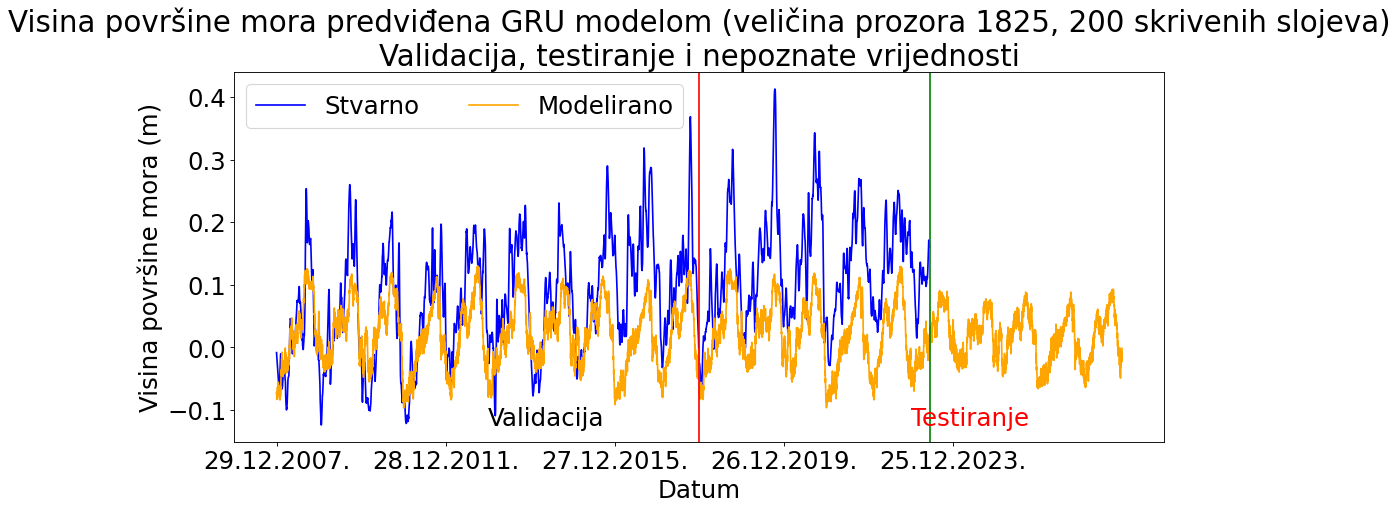 Visina površine mora predviđena GRU modelom (veličina prozora 1825, 200 skrivenih slojeva)
Validacija, testiranje i nepoznate vrijednosti
Stvarno
Modelirano
Visina površine mora (m)
0.4
0.3
0.2
0.1
0.0
−0.1
Validacija
Testiranje
29.12.2007.
28.12.2011.
27.12.2015.
26.12.2019.
25.12.2023.
Datum